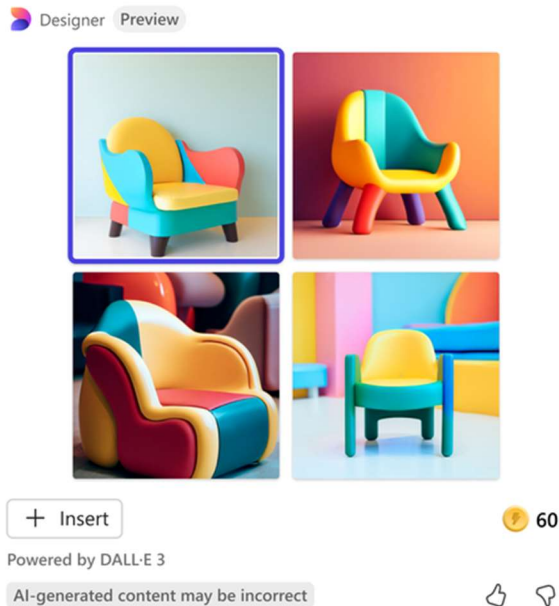 Designer Preview
Insert
60
Powered by DALL·E 3
AI-generated content may be incorrect